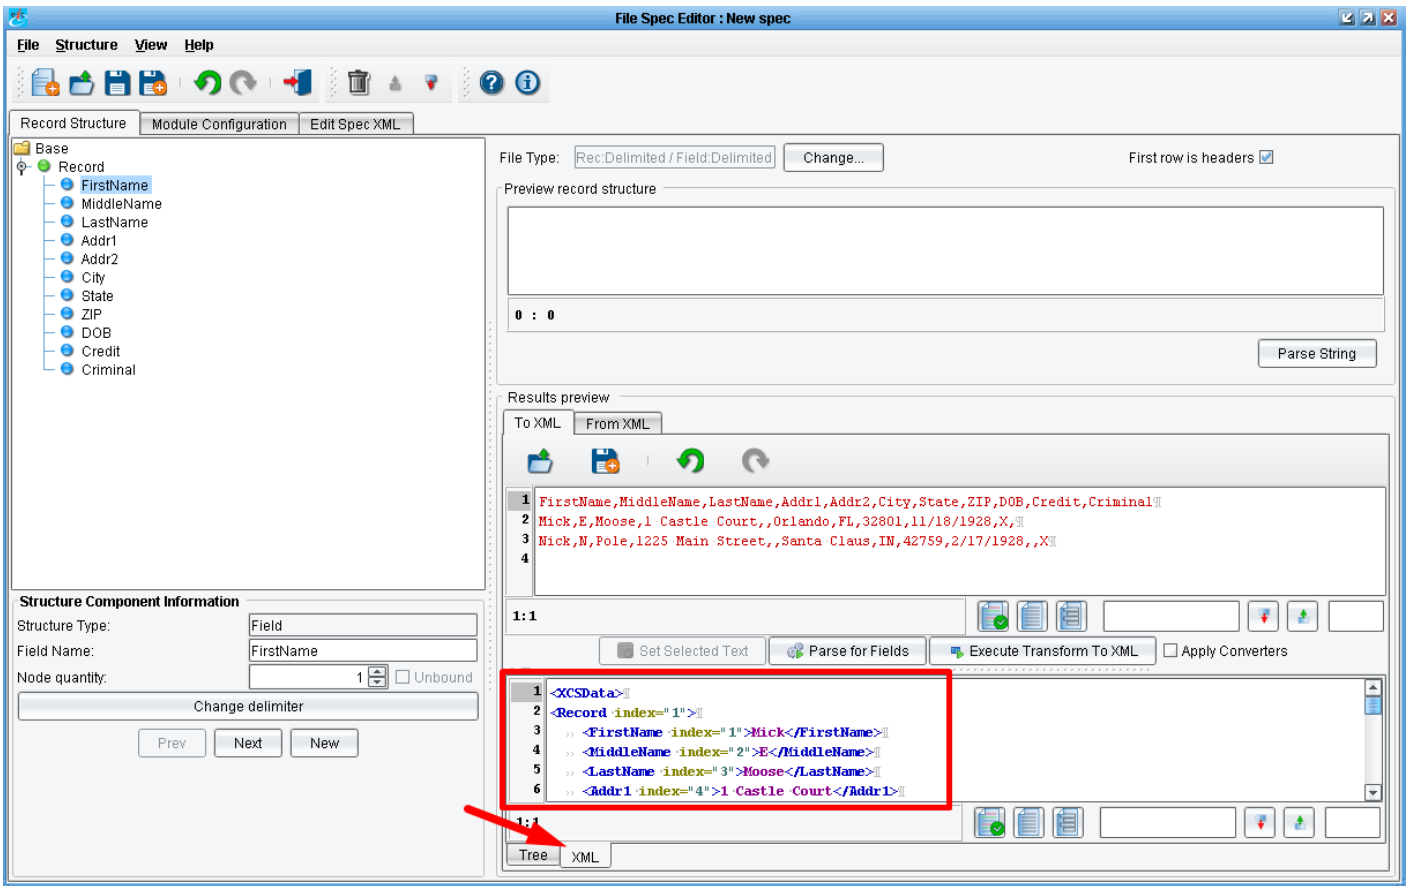 File Spec Editor : New spec
File Structure View Help
Record Structure Module Configuration Edit Spec XML
Base
Record
FirstName
MiddleName
LastName
Addr1
Addr2
City
State
ZIP
DOB
Credit
Criminal
Structure Component Information
Structure Type: Field
Field Name: FirstName
Node quantity: 1 Unbound
Change delimiter
Prev Next New
File Type: Rec:Delimited / Field:Delimited Change... First row is headers
Preview record structure
0 : 0
Parse String
Results preview
To XML From XML
1 FirstName,MiddleName,LastName,Addr1,Addr2,City,State,ZIP,DOB,Credit,Criminal¶
2 Mick,E,Moose,1 Castle Court,,Orlando,FL,32801,11/18/1928,X,¶
3 Nick,N,Pole,1225 Main Street,,Santa Claus,IN,42759,2/17/1928,,X¶
4
1:1
Set Selected Text Parse for Fields Execute Transform To XML Apply Converters
1 <XCSData>¶
2 <Record index="1">¶
3 <FirstName index="1">Mick</FirstName>¶
4 <MiddleName index="2">E</MiddleName>¶
5 <LastName index="3">Moose</LastName>¶
6 <Addr1 index="4">1 Castle Court</Addr1>¶
1:1
Tree XML